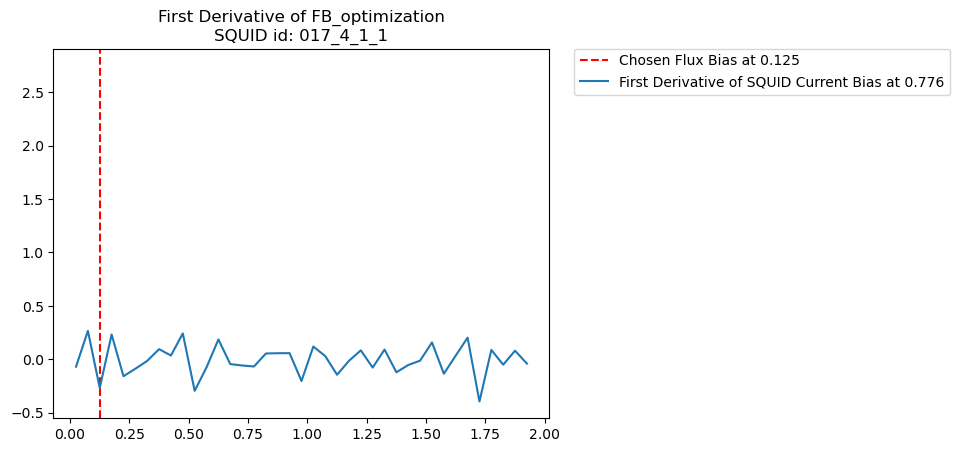 First Derivative of FB_optimization
SQUID id: 017_4_1_1
Chosen Flux Bias at 0.125
First Derivative of SQUID Current Bias at 0.776
2.5
2.0
1.5
1.0
0.5
0.0
−0.5
0.00 0.25 0.50 0.75 1.00 1.25 1.50 1.75 2.00